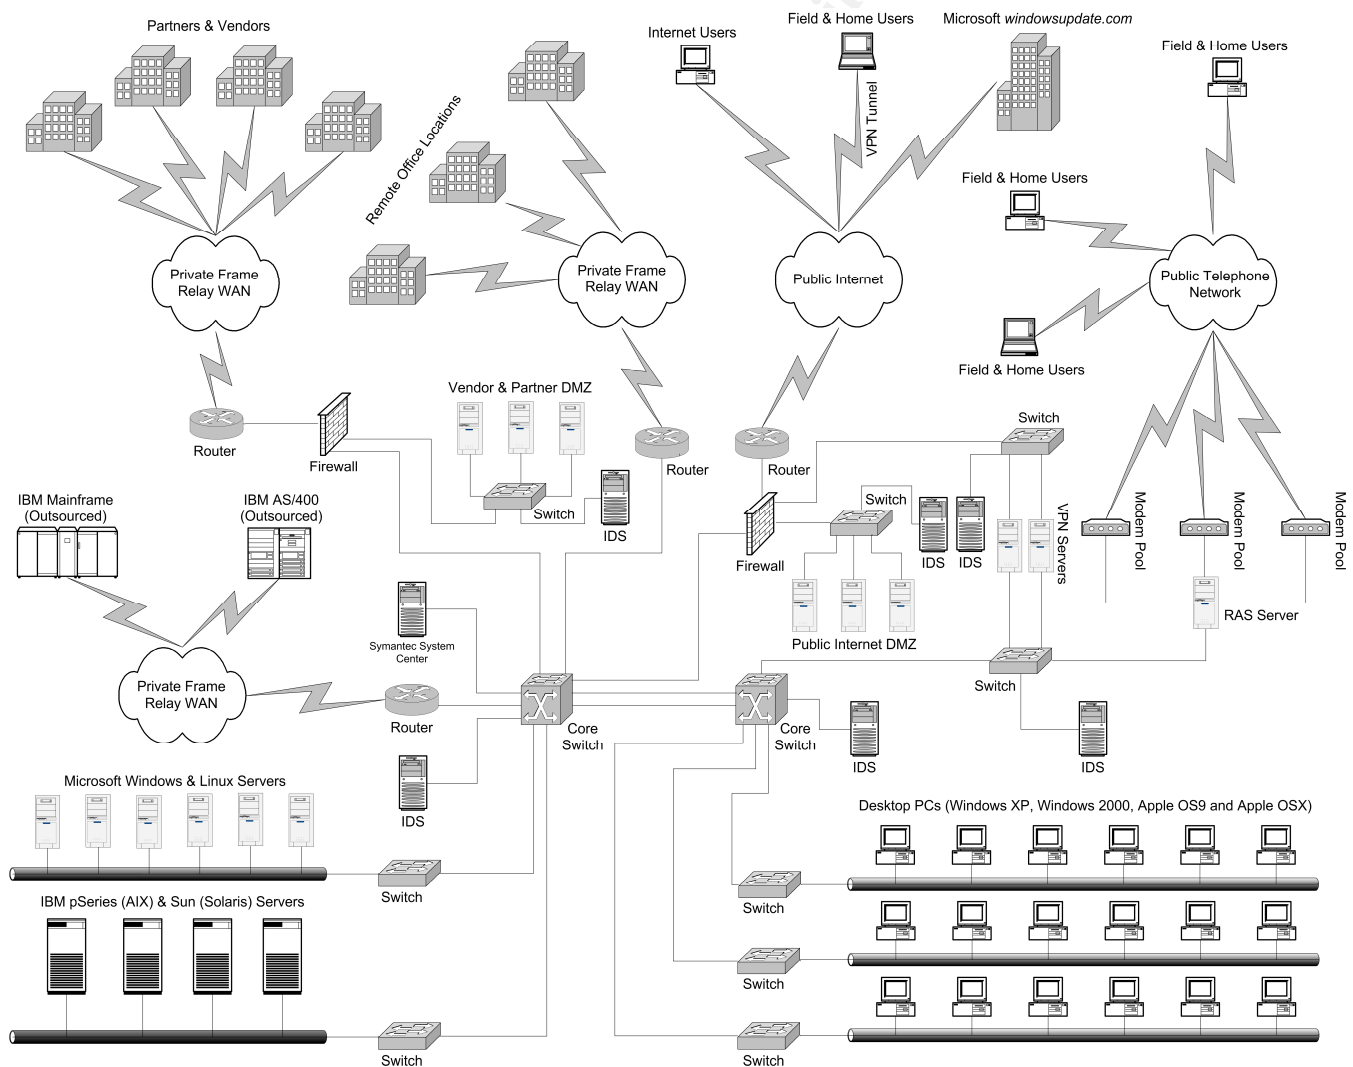 Partners & Vendors
Internet Users
Field & Home Users
Microsoft windowsupdate.com
Field & Home Users
VPN Tunnel
Remote Office Locations
Field & Home Users
Private Frame
Relay WAN
Private Frame
Relay WAN
Public Internet
Public Telephone
Network
Field & Home Users
Vendor & Partner DMZ
Router
Firewall
Router
Router
Switch
Switch
IDS
Switch
IDS
IDS
VPN Servers
Modem Pool
Modem Pool
Modem Pool
IBM Mainframe
(Outsourced)
IBM AS/400
(Outsourced)
Firewall
Public Internet DMZ
RAS Server
Symantec System
Center
Private Frame
Relay WAN
Router
Core
Switch
Core
Switch
Switch
IDS
IDS
IDS
Microsoft Windows & Linux Servers
Switch
Desktop PCs (Windows XP, Windows 2000, Apple OS9 and Apple OSX)
Switch
IBM pSeries (AIX) & Sun (Solaris) Servers
Switch
Switch
Switch